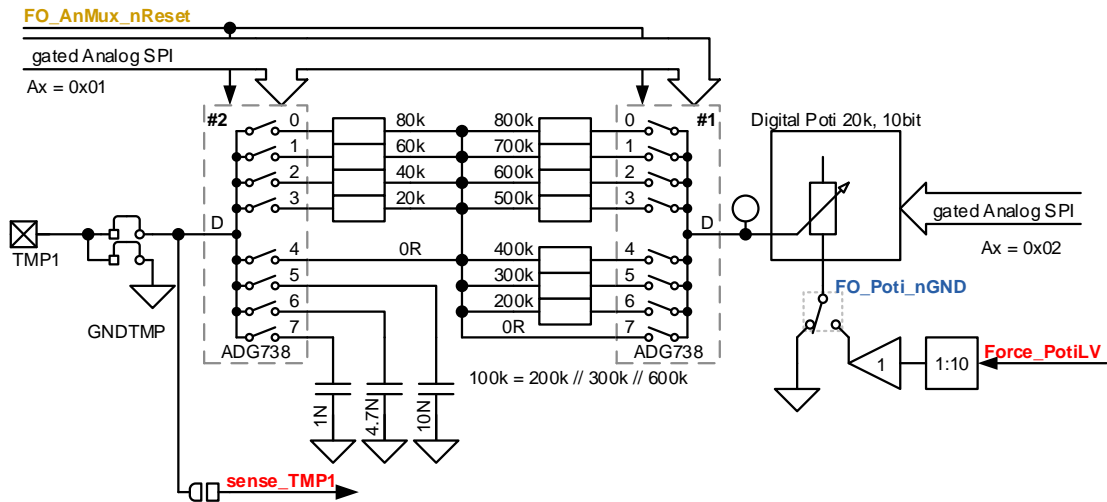 FO_AnMux_nReset
gated Analog SPI
Ax = 0x01
#2
#1
Digital Poti 20k, 10bit
0
80k
800k
0
1
60k
700k
1
2
40k
600k
2
3
20k
500k
3
D
D
gated Analog SPI
Ax = 0x02
TMP1
4
0R
400k
4
5
300k
5
6
200k
6
7
0R
7
FO_Poti_nGND
GNDTMP
ADG738
ADG738
1
1:10
Force_PotiLV
100k = 200k // 300k // 600k
1N
4.7N
10N
sense_TMP1